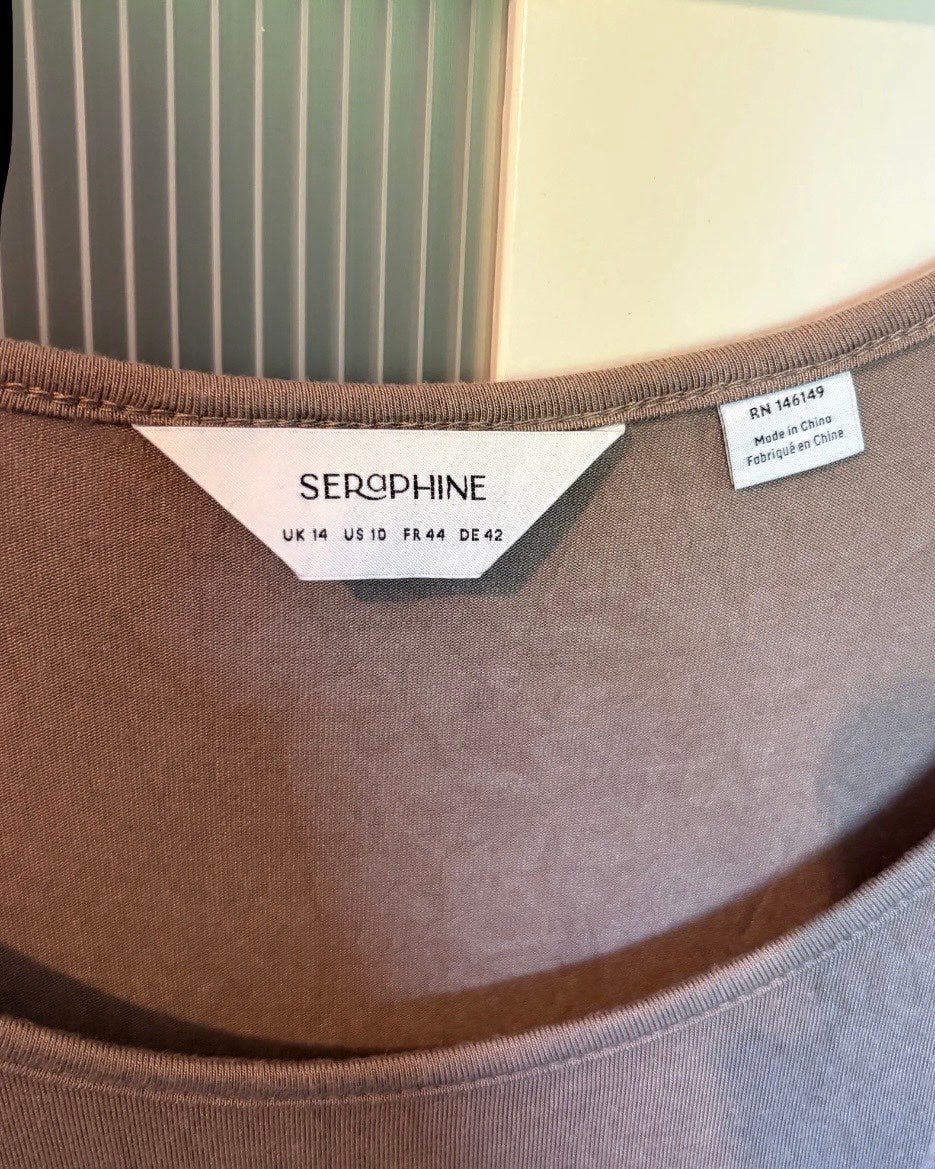 SERaPHINE
UK 14 US 10 FR 44 DE 42
RN 146149
Made in China
Fabriqué en Chine